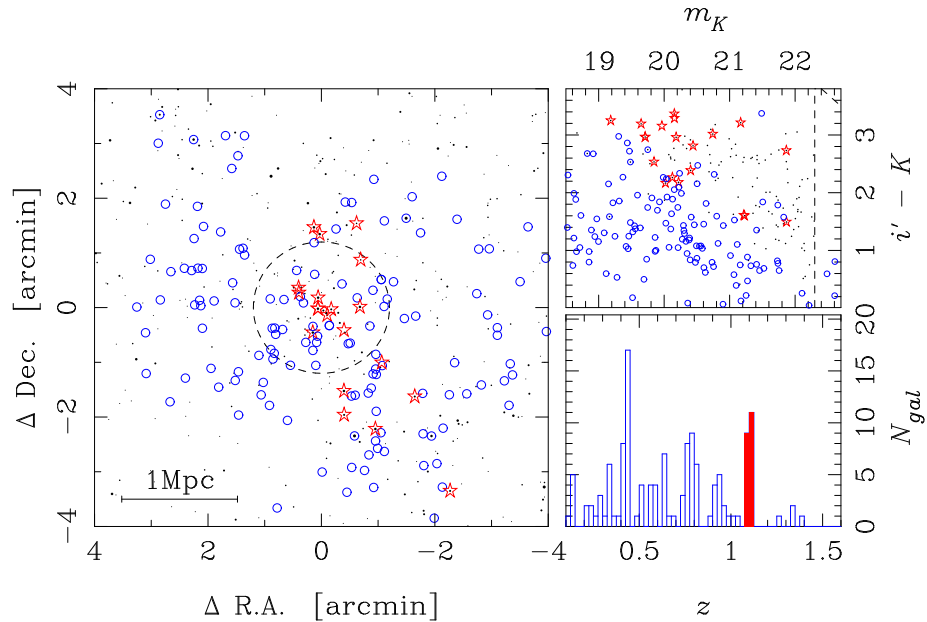 m_K
19 20 21 22
4
2
0
−2
−4
Δ Dec. [arcmin]
1Mpc
4 2 0 −2 −4
Δ R.A. [arcmin]
3
2
1
0
i′ − K
20
15
10
5
0
N_gal
0.5 1 1.5
z